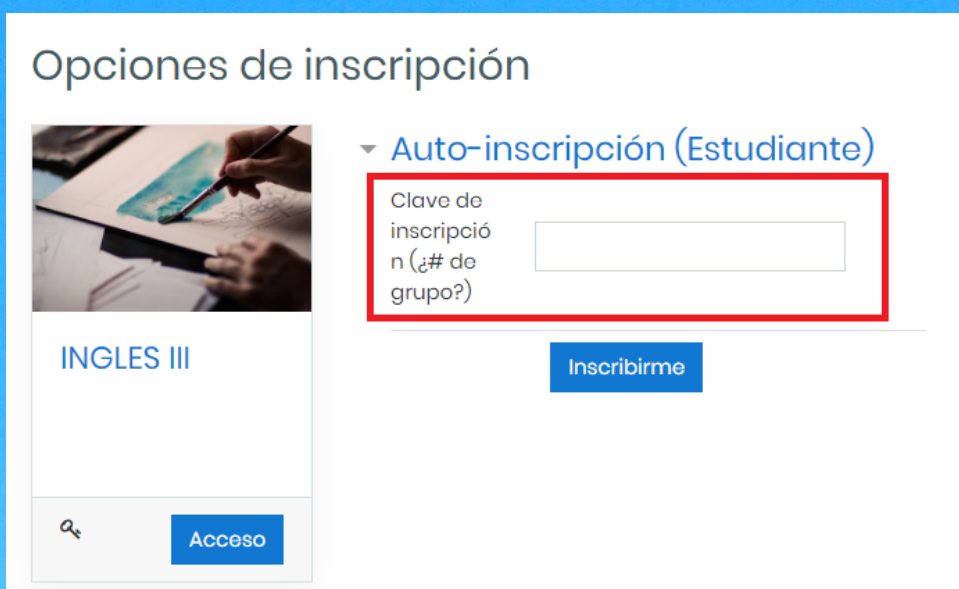 Opciones de inscripción
Auto-inscripción (Estudiante)
Clave de
inscripció
n (¿# de
grupo?)
INGLES III
Inscribirme
Acceso